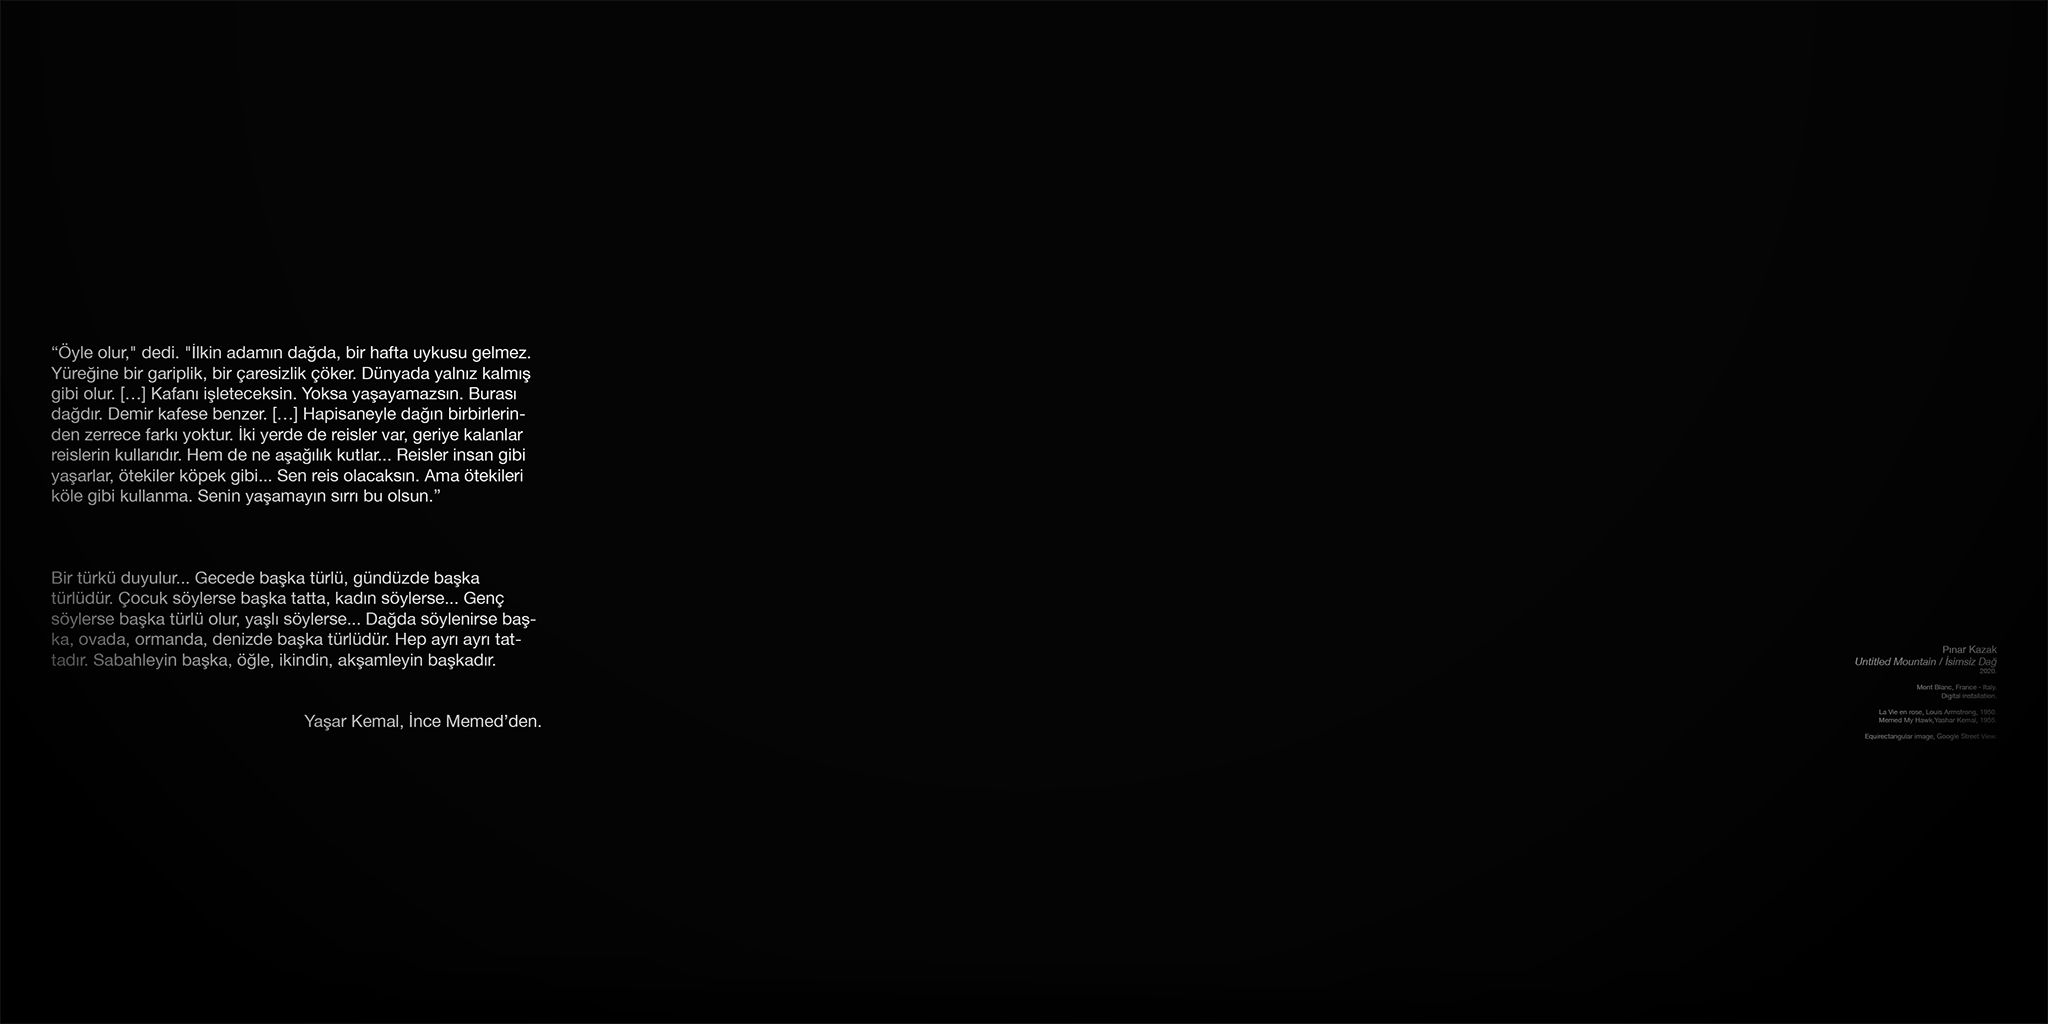 “Öyle olur," dedi. "İlkin adamın dağda, bir hafta uykusu gelmez.
Yüreğine bir gariplik, bir çaresizlik çöker. Dünyada yalnız kalmış
gibi olur. […] Kafanı işleteceksin. Yoksa yaşayamazsın. Burası
dağdır. Demir kafese benzer. […] Hapisaneyle dağın birbirlerin-
den zerrece farkı yoktur. İki yerde de reisler var, geriye kalanlar
reislerin kullarıdır. Hem de ne aşağılık kutlar... Reisler insan gibi
yaşarlar, ötekiler köpek gibi... Sen reis olacaksın. Ama ötekileri
köle gibi kullanma. Senin yaşamayın sırrı bu olsun.”
Bir türkü duyulur... Gecede başka türlü, gündüzde başka
türlüdür. Çocuk söylerse başka tatta, kadın söylerse... Genç
söylerse başka türlü olur, yaşlı söylerse... Dağda söylenirse baş-
ka, ovada, ormanda, denizde başka türlüdür. Hep ayrı ayrı tat-
tadır. Sabahleyin başka, öğle, ikindin, akşamleyin başkadır.
Yaşar Kemal, İnce Memed’den.
Pınar Kazak
Untitled Mountain / İsimsiz Dağ
2020.
Mont Blanc, France - Italy.
Digital installation.
La Vie en rose, Louis Armstrong, 1950.
Memed My Hawk,Yashar Kemal, 1955.
Equirectangular image, Google Street View.